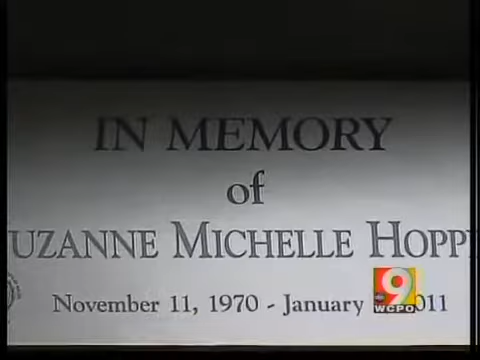 IN MEMORY
of
UZANNE MICHELLE HOPP
November 11, 1970 - January 011
9
WCPO